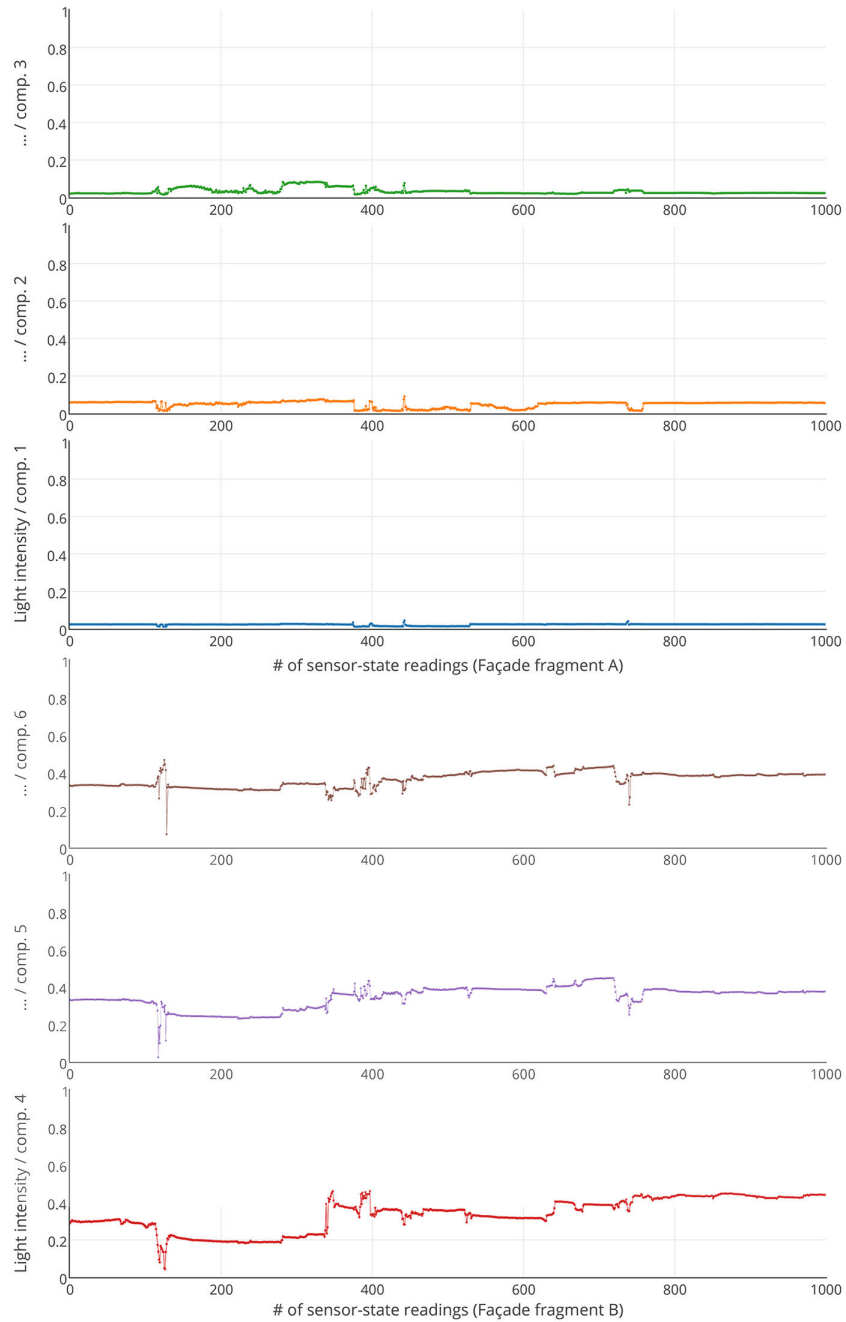 ... / comp. 3
1
0.8
0.6
0.4
0.2
0
0 200 400 600 800 1000
... / comp. 2
1
0.8
0.6
0.4
0.2
0
0 200 400 600 800 1000
Light intensity / comp. 1
1
0.8
0.6
0.4
0.2
0
0 200 400 600 800 1000
# of sensor-state readings (Façade fragment A)
... / comp. 6
1
0.8
0.6
0.4
0.2
0
0 200 400 600 800 1000
... / comp. 5
1
0.8
0.6
0.4
0.2
0
0 200 400 600 800 1000
Light intensity / comp. 4
1
0.8
0.6
0.4
0.2
0
0 200 400 600 800 1000
# of sensor-state readings (Façade fragment B)